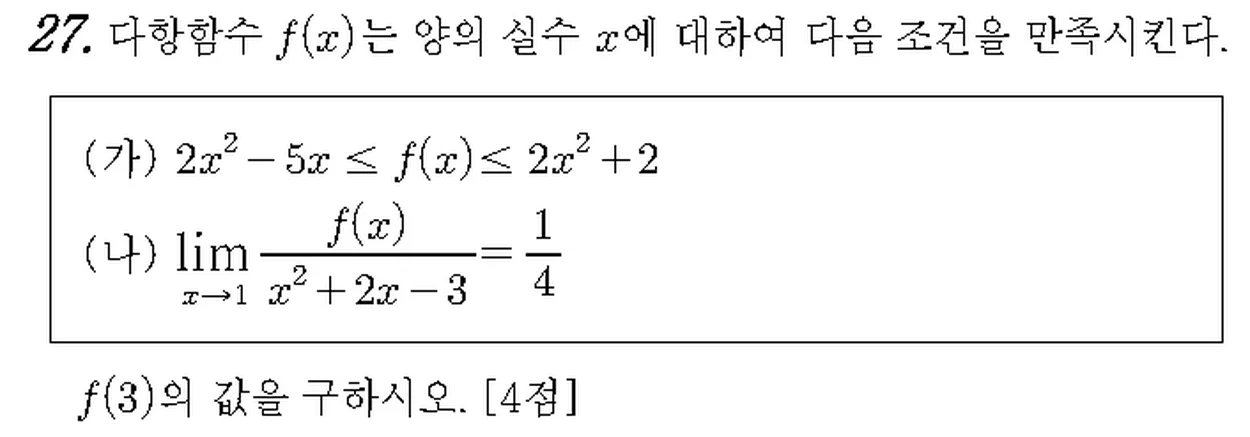 27. 다항함수 f(x)는 양의 실수 x에 대하여 다음 조건을 만족시킨다.
(가) 2x² − 5x ≤ f(x) ≤ 2x² + 2
(나) lim_{x→1} f(x)/(x² + 2x − 3) = 1/4
f(3)의 값을 구하시오. [4점]